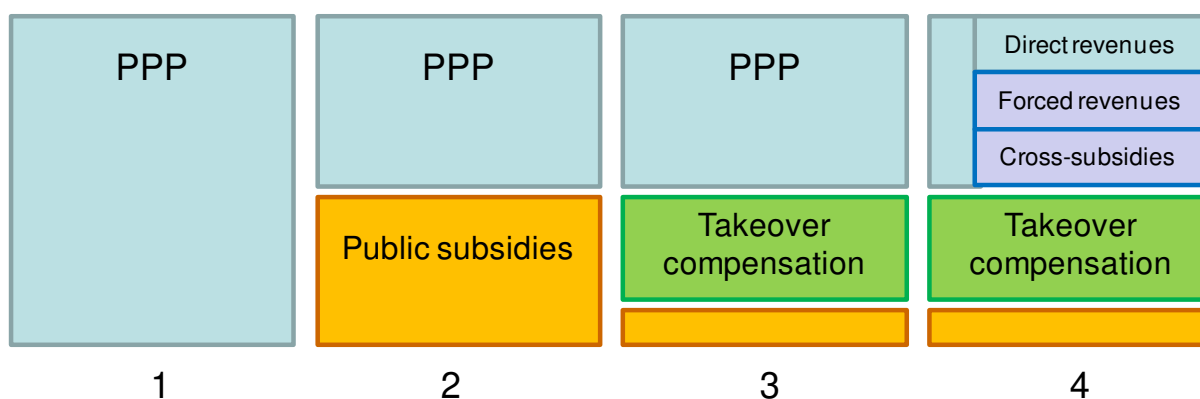 PPP
PPP
PPP
Direct revenues
Forced revenues
Cross-subsidies
Public subsidies
Takeover
compensation
Takeover
compensation
1
2
3
4